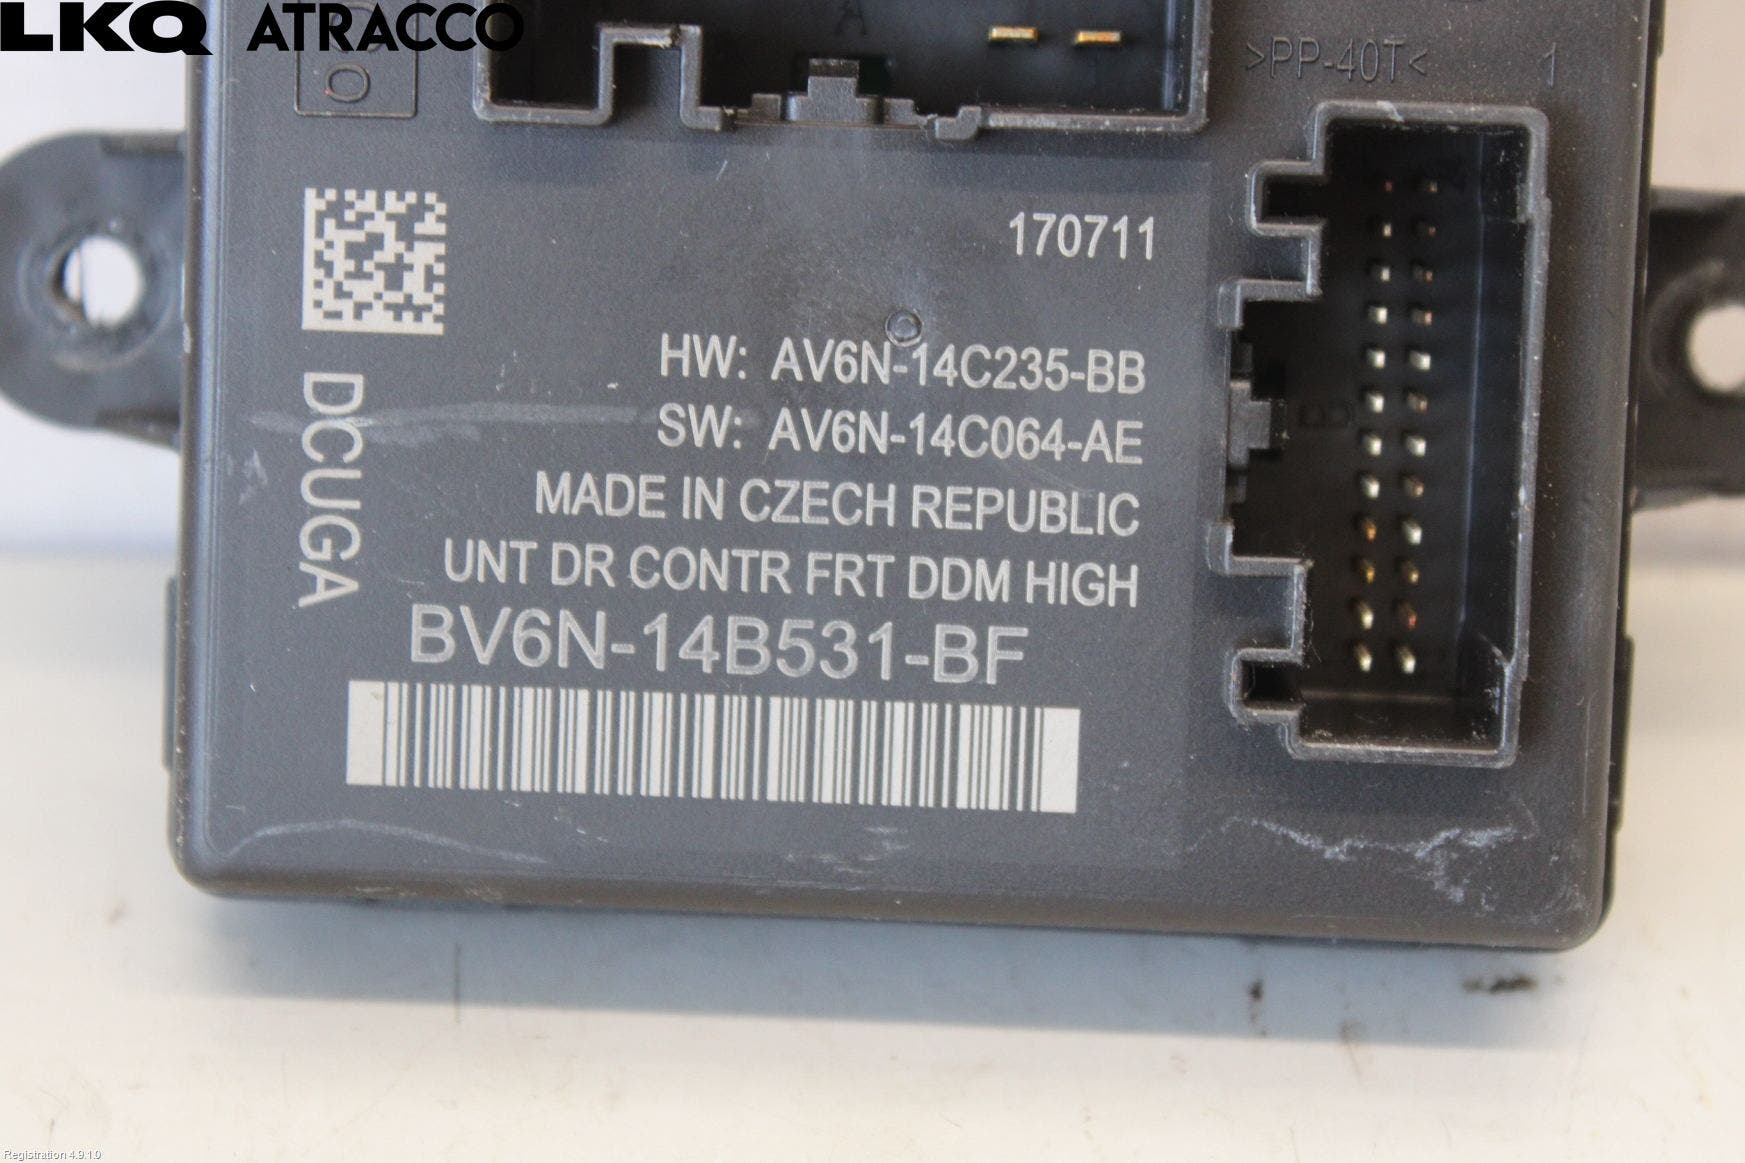 LKQ ATRACCO
A
>PP-40T<
1
170711
HW: AV6N-14C235-BB
SW: AV6N-14C064-AE
MADE IN CZECH REPUBLIC
UNT DR CONTR FRT DDM HIGH
BV6N-14B531-BF
DCUGA
B
Registration 4.9.1.0